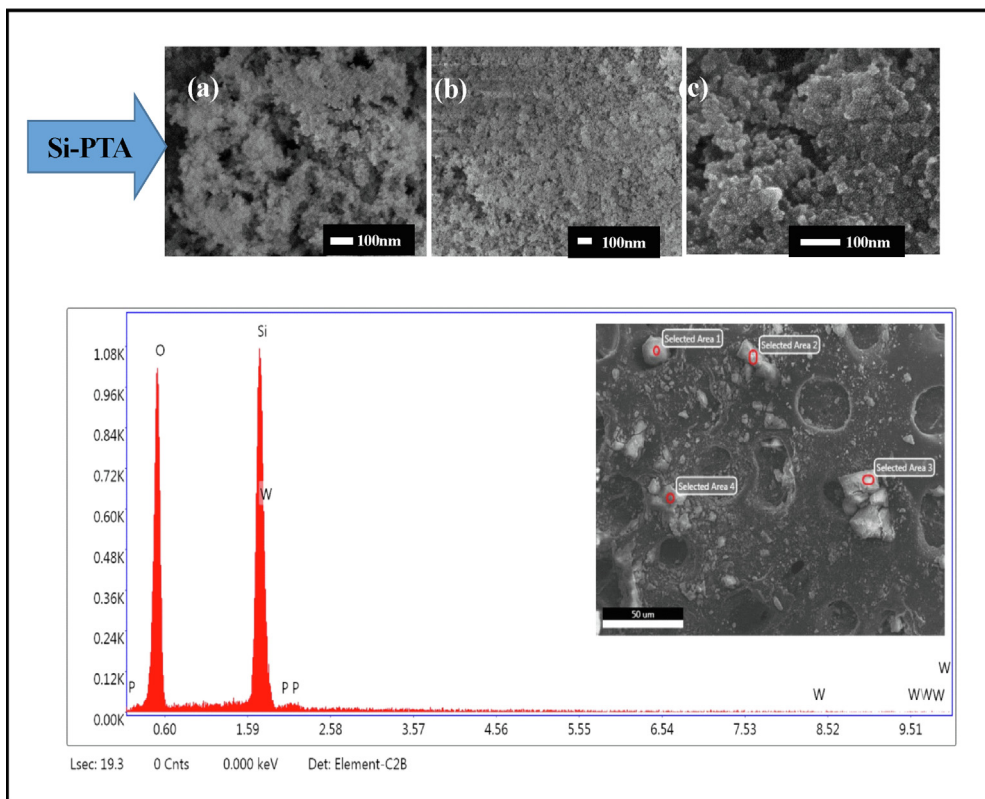 Si-PTA
(a)
(b)
(c)
100nm
100nm
100nm
1.08K
0.96K
0.84K
0.72K
0.60K
0.48K
0.36K
0.24K
0.12K
0.00K
O
Si
W
P
P P
W
W
W W W
0.60 1.59 2.58 3.57 4.56 5.55 6.54 7.53 8.52 9.51
Selected Area 1
Selected Area 2
Selected Area 3
Selected Area 4
50 um
Lsec: 19.3 0 Cnts 0.000 keV Det: Element-C2B